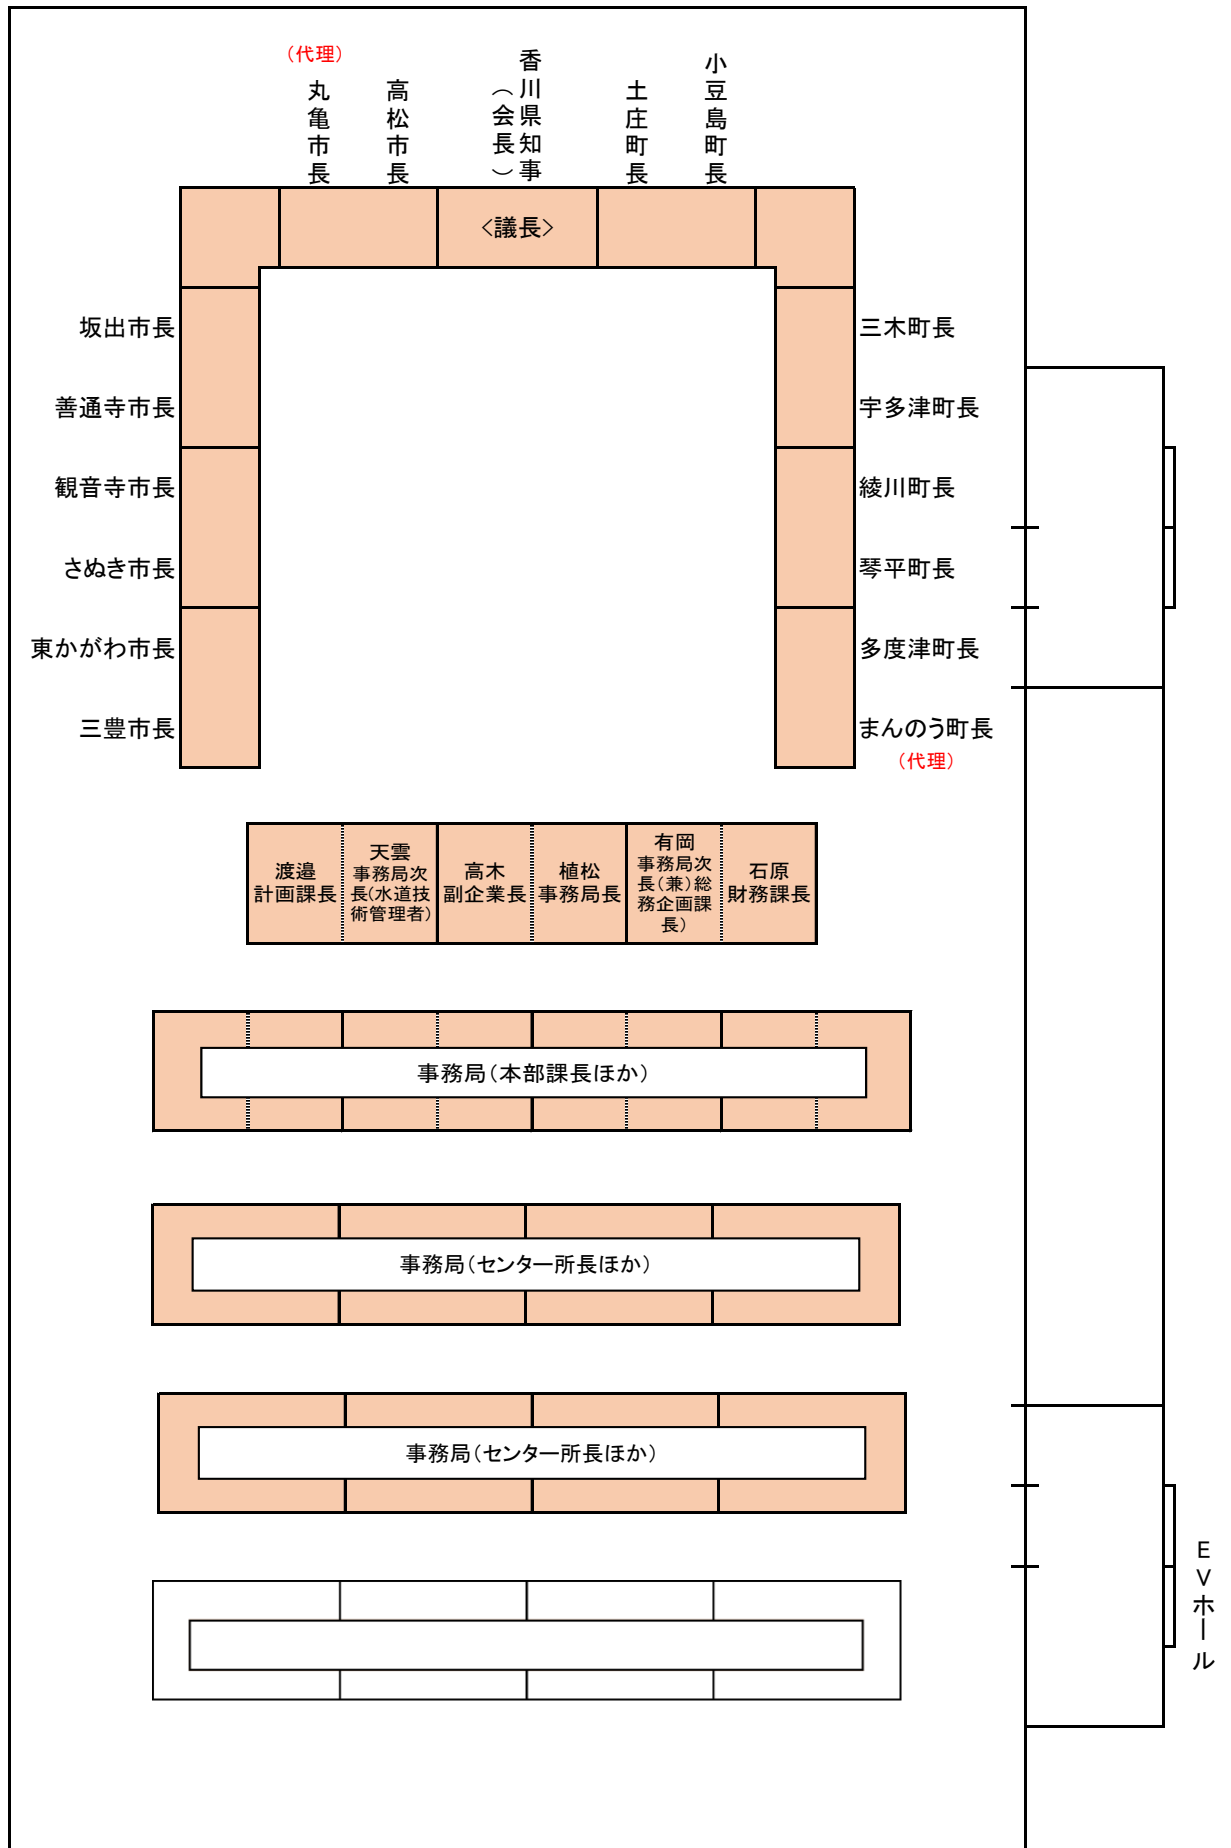 （代理）
丸亀市長
高松市長
香川県知事
（会長）
土庄町長
小豆島町長
〈議長〉
坂出市長
善通寺市長
観音寺市長
さぬき市長
東かがわ市長
三豊市長
三木町長
宇多津町長
綾川町長
琴平町長
多度津町長
まんのう町長
（代理）
渡邉
計画課長
天雲
事務局次
長(水道技
術管理者)
高木
副企業長
植松
事務局長
有岡
事務局次
長(兼)総
務企画課
長)
石原
財務課長
事務局（本部課長ほか）
事務局（センター所長ほか）
事務局（センター所長ほか）
EVホール